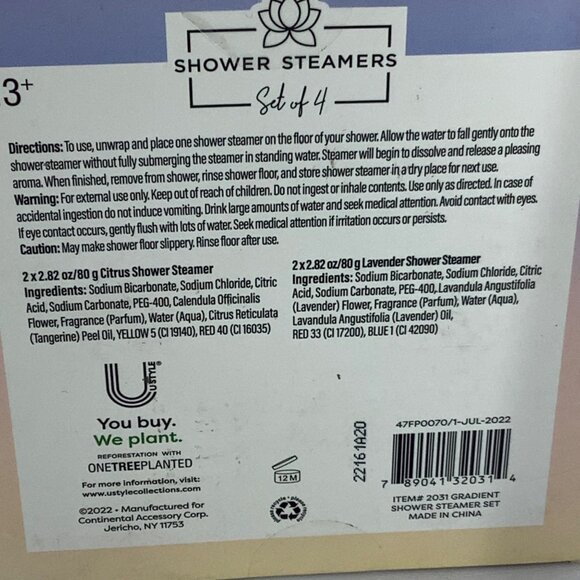 SHOWER STEAMERS
Set of 4
3+
Directions: To use, unwrap and place one shower steamer on the floor of your shower. Allow the water to fall gently onto the
shower steamer without fully submerging the steamer in standing water. Steamer will begin to dissolve and release a pleasing
aroma. When finished, remove from shower, rinse shower floor, and store shower steamer in a dry place for next use.
Warning: For external use only. Keep out of reach of children. Do not ingest or inhale contents. Use only as directed. In case of
accidental ingestion do not induce vomiting. Drink large amounts of water and seek medical attention. Avoid contact with eyes.
If eye contact occurs, gently flush with lots of water. Seek medical attention if irritation occurs or persists.
Caution: May make shower floor slippery. Rinse floor after use.
2 x 2.82 oz/80 g Citrus Shower Steamer
Ingredients: Sodium Bicarbonate, Sodium Chloride, Citric
Acid, Sodium Carbonate, PEG-400, Calendula Officinalis
Flower, Fragrance (Parfum), Water (Aqua), Citrus Reticulata
(Tangerine) Peel Oil, YELLOW 5 (CI 19140), RED 40 (CI 16035)
2 x 2.82 oz/80 g Lavender Shower Steamer
Ingredients: Sodium Bicarbonate, Sodium Chloride, Citric
Acid, Sodium Carbonate, PEG-400, Lavandula Angustifolia
(Lavender) Flower, Fragrance (Parfum), Water (Aqua),
Lavandula Angustifolia (Lavender) Oil,
RED 33 (CI 17200), BLUE 1 (CI 42090)
U STYLE®
You buy.
We plant.
REFORESTATION WITH
ONETREEPLANTED
For more information, visit:
www.ustylecollections.com
©2022 - Manufactured for
Continental Accessory Corp.
Jericho, NY 11753
12M
please recycle • please recycle •
22161A20
47FP0070/1-JUL-2022
7 89041 32031 4
ITEM# 2031 GRADIENT
SHOWER STEAMER SET
MADE IN CHINA